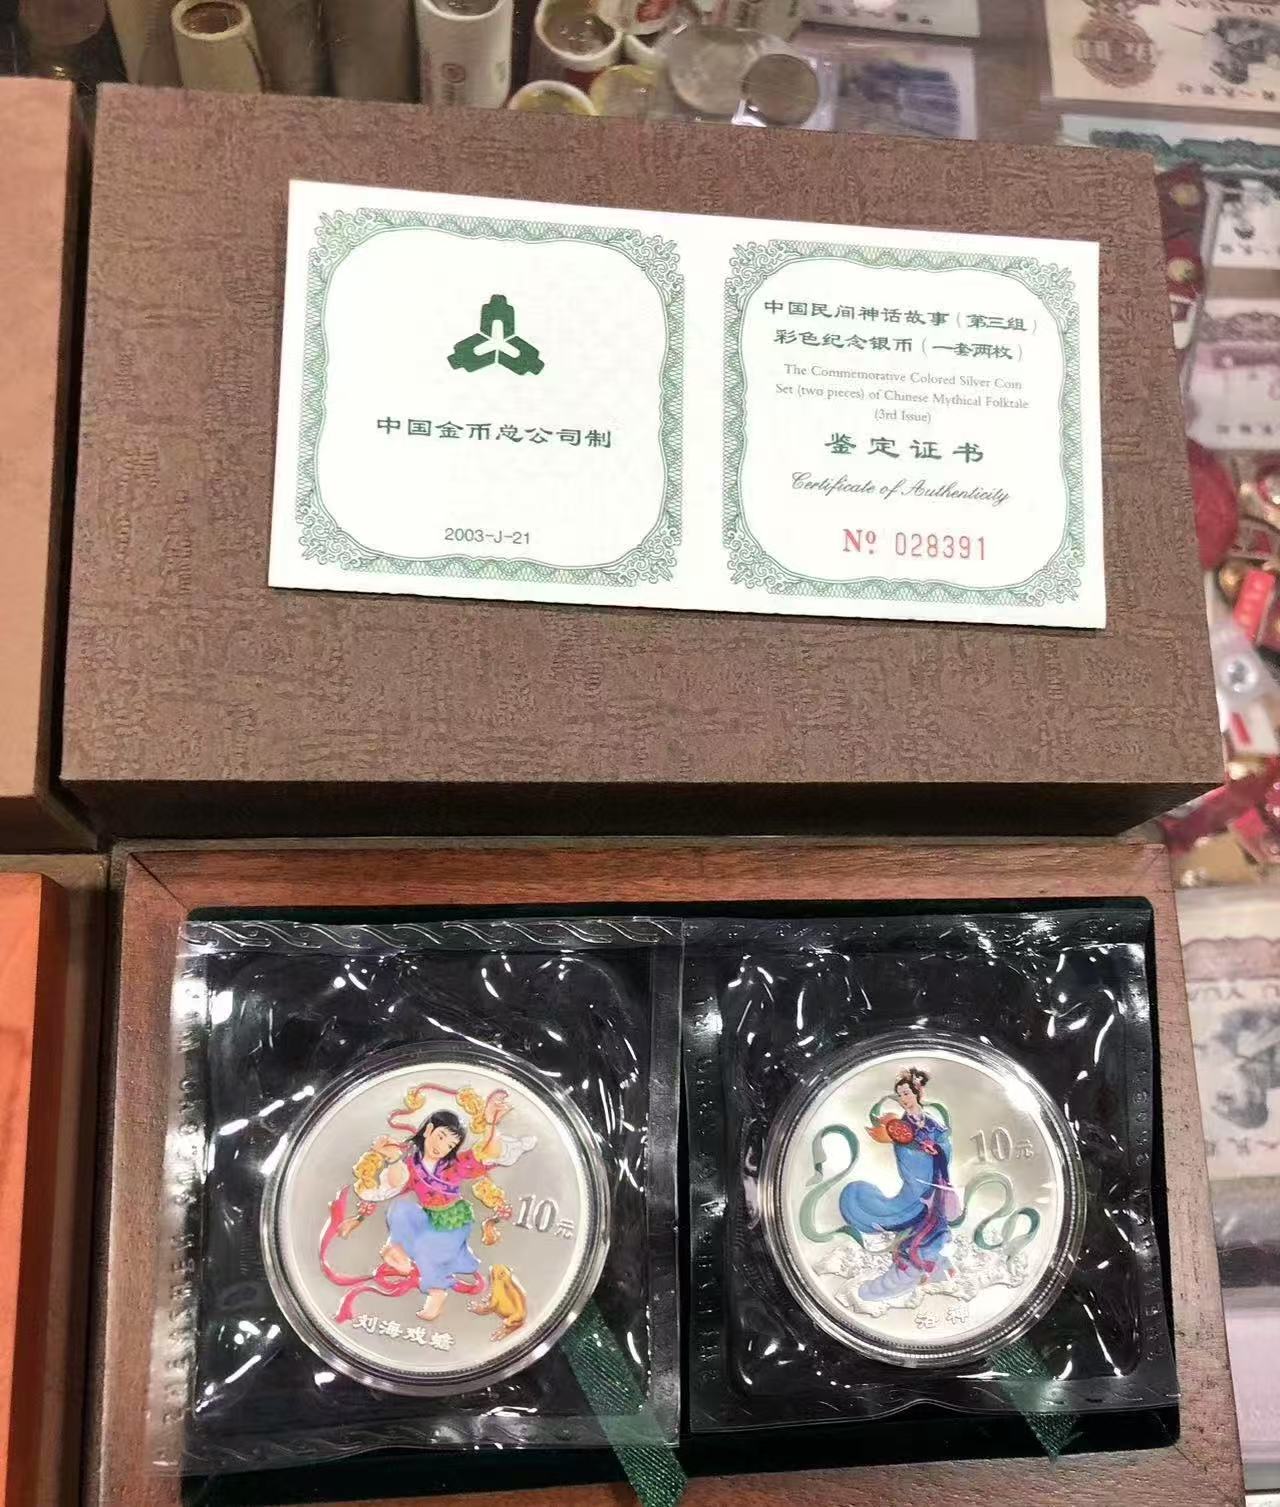 中国金币总公司制
2003-J-21
中国民间神话故事（第三组）
彩色纪念银币（一套两枚）
The Commemorative Colored Silver Coin
Set (two pieces) of Chinese Mythical Folktale
(3rd Issue)
鉴定证书
Certificate of Authenticity
Nº 028391
10元
刘海戏蟾
10元
洛神